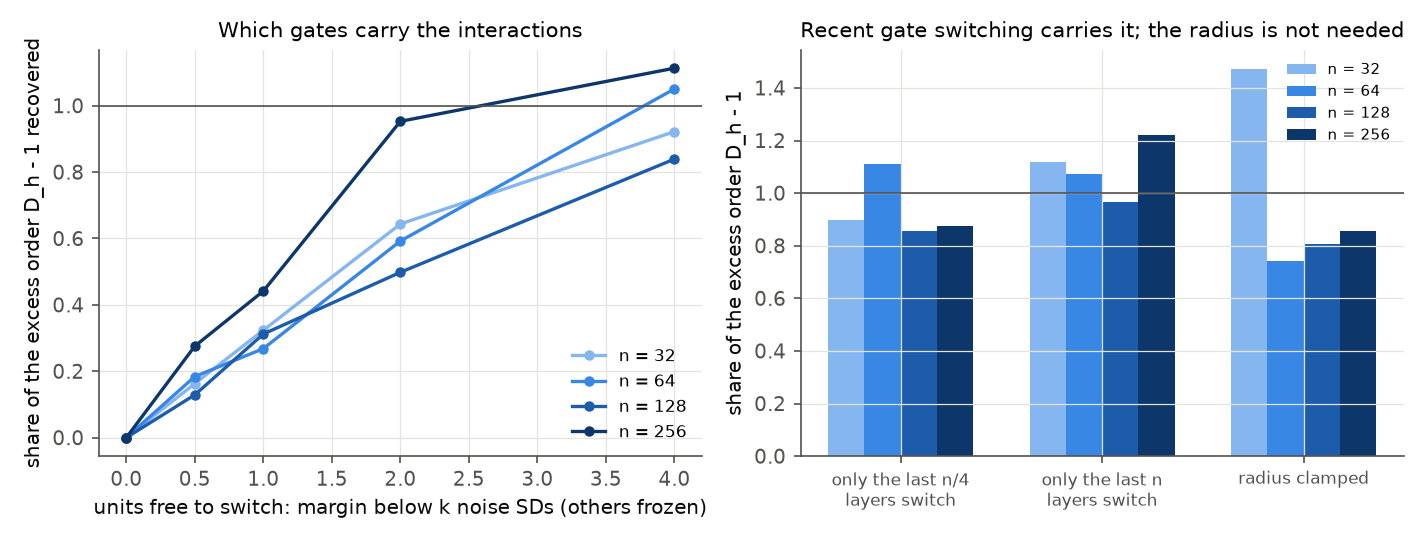 Which gates carry the interactions
share of the excess order D_h - 1 recovered
1.0
0.8
0.6
0.4
0.2
0.0
n = 32
n = 64
n = 128
n = 256
0.0 0.5 1.0 1.5 2.0 2.5 3.0 3.5 4.0
units free to switch: margin below k noise SDs (others frozen)
Recent gate switching carries it; the radius is not needed
share of the excess order D_h - 1
1.4
1.2
1.0
0.8
0.6
0.4
0.2
0.0
n = 32
n = 64
n = 128
n = 256
only the last n/4
layers switch
only the last n
layers switch
radius clamped